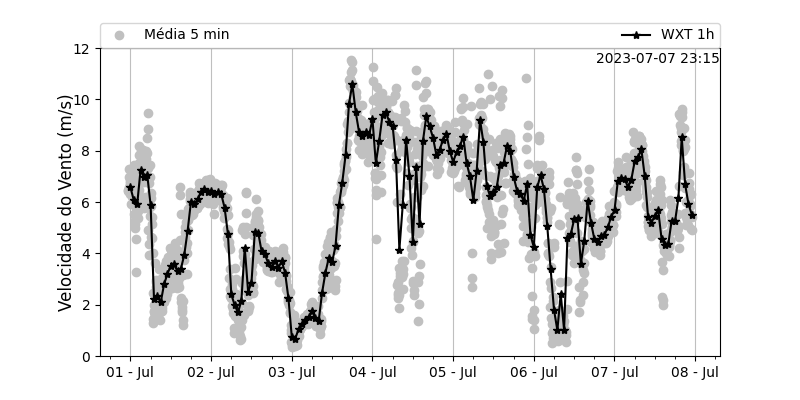 Média 5 min
WXT 1h
2023-07-07 23:15
Velocidade do Vento (m/s)
12
10
8
6
4
2
0
01 - Jul
02 - Jul
03 - Jul
04 - Jul
05 - Jul
06 - Jul
07 - Jul
08 - Jul